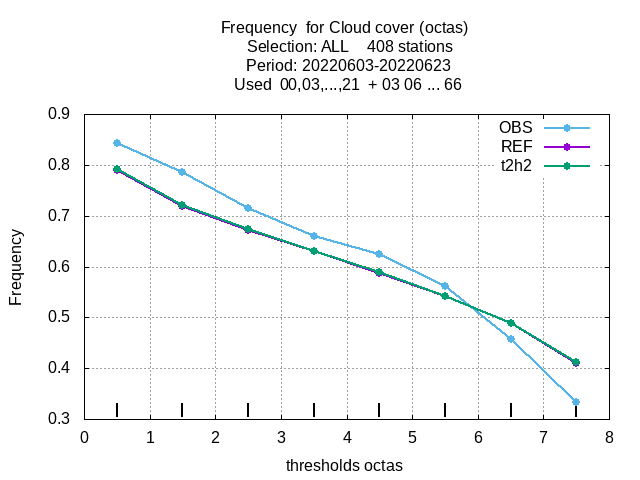 Frequency  for Cloud cover (octas)
Selection: ALL    408 stations
Period: 20220603-20220623
Used  00,03,...,21  + 03 06 ... 66
OBS
REF
t2h2
0.9
0.8
0.7
0.6
0.5
0.4
0.3
Frequency
0 1 2 3 4 5 6 7 8
thresholds octas